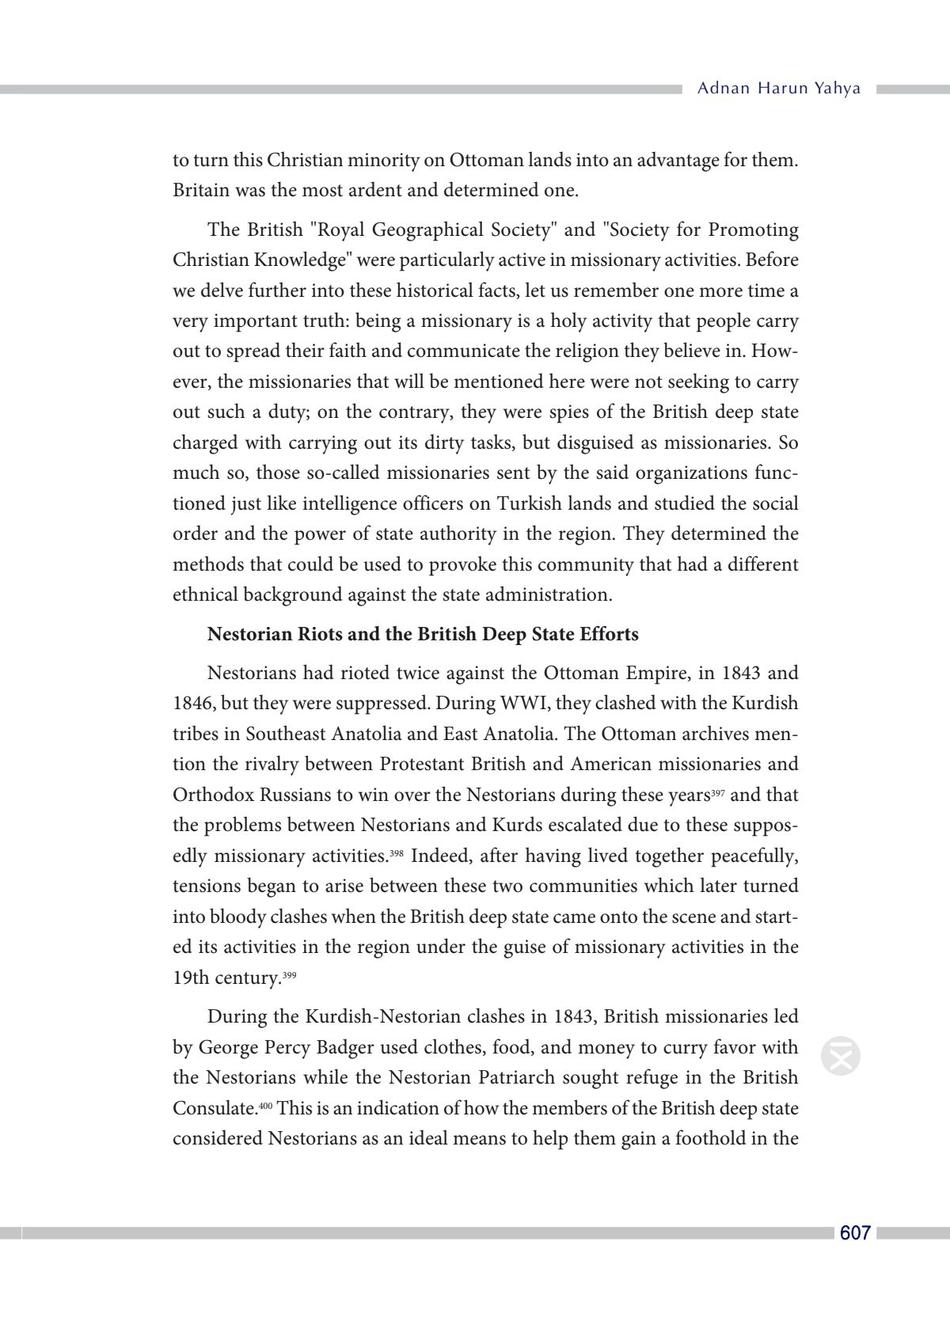 Adnan Harun Yahya
to turn this Christian minority on Ottoman lands into an advantage for them.
Britain was the most ardent and determined one.
The British "Royal Geographical Society" and "Society for Promoting
Christian Knowledge" were particularly active in missionary activities. Before
we delve further into these historical facts, let us remember one more time a
very important truth: being a missionary is a holy activity that people carry
out to spread their faith and communicate the religion they believe in. How-
ever, the missionaries that will be mentioned here were not seeking to carry
out such a duty; on the contrary, they were spies of the British deep state
charged with carrying out its dirty tasks, but disguised as missionaries. So
much so, those so-called missionaries sent by the said organizations func-
tioned just like intelligence officers on Turkish lands and studied the social
order and the power of state authority in the region. They determined the
methods that could be used to provoke this community that had a different
ethnical background against the state administration.
Nestorian Riots and the British Deep State Efforts
Nestorians had rioted twice against the Ottoman Empire, in 1843 and
1846, but they were suppressed. During WWI, they clashed with the Kurdish
tribes in Southeast Anatolia and East Anatolia. The Ottoman archives men-
tion the rivalry between Protestant British and American missionaries and
Orthodox Russians to win over the Nestorians during these years³⁹⁷ and that
the problems between Nestorians and Kurds escalated due to these suppos-
edly missionary activities.³⁹⁸ Indeed, after having lived together peacefully,
tensions began to arise between these two communities which later turned
into bloody clashes when the British deep state came onto the scene and start-
ed its activities in the region under the guise of missionary activities in the
19th century.³⁹⁹
During the Kurdish-Nestorian clashes in 1843, British missionaries led
by George Percy Badger used clothes, food, and money to curry favor with
the Nestorians while the Nestorian Patriarch sought refuge in the British
Consulate.⁴⁰⁰ This is an indication of how the members of the British deep state
considered Nestorians as an ideal means to help them gain a foothold in the
607